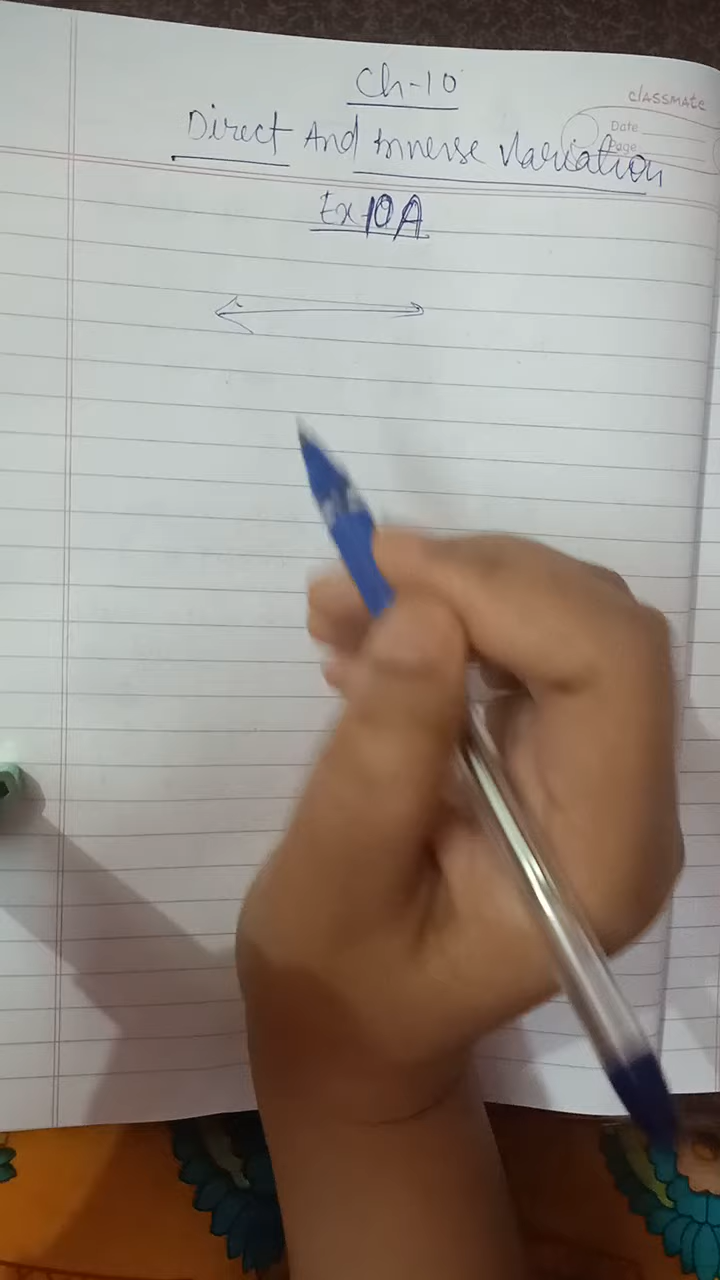 Ch-10
classmate
Date
Page
Direct And Inverse Variation
Ex-10A